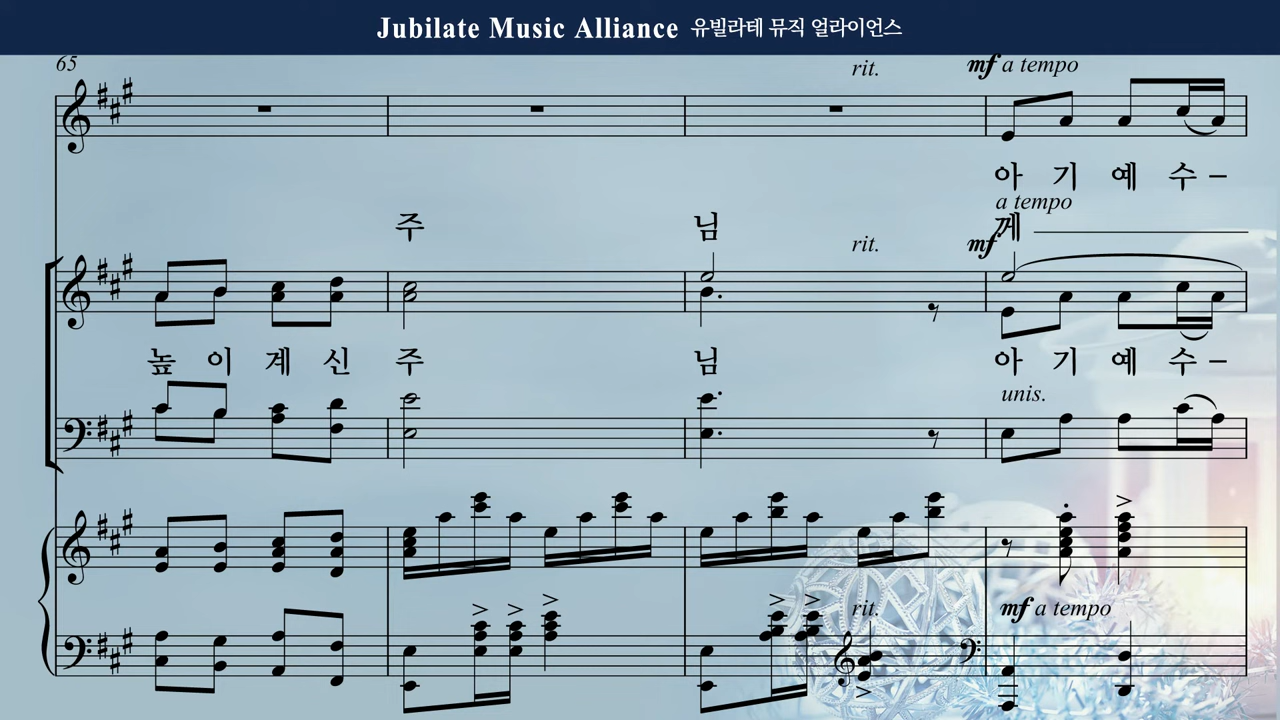 Jubilate Music Alliance 유빌라테 뮤직 얼라이언스
65
rit. mf a tempo
아 기 예 수 –
a tempo
주 님 께
rit. mf
높 이 계 신 주 님 아 기 예 수 –
unis.
rit. mf a tempo